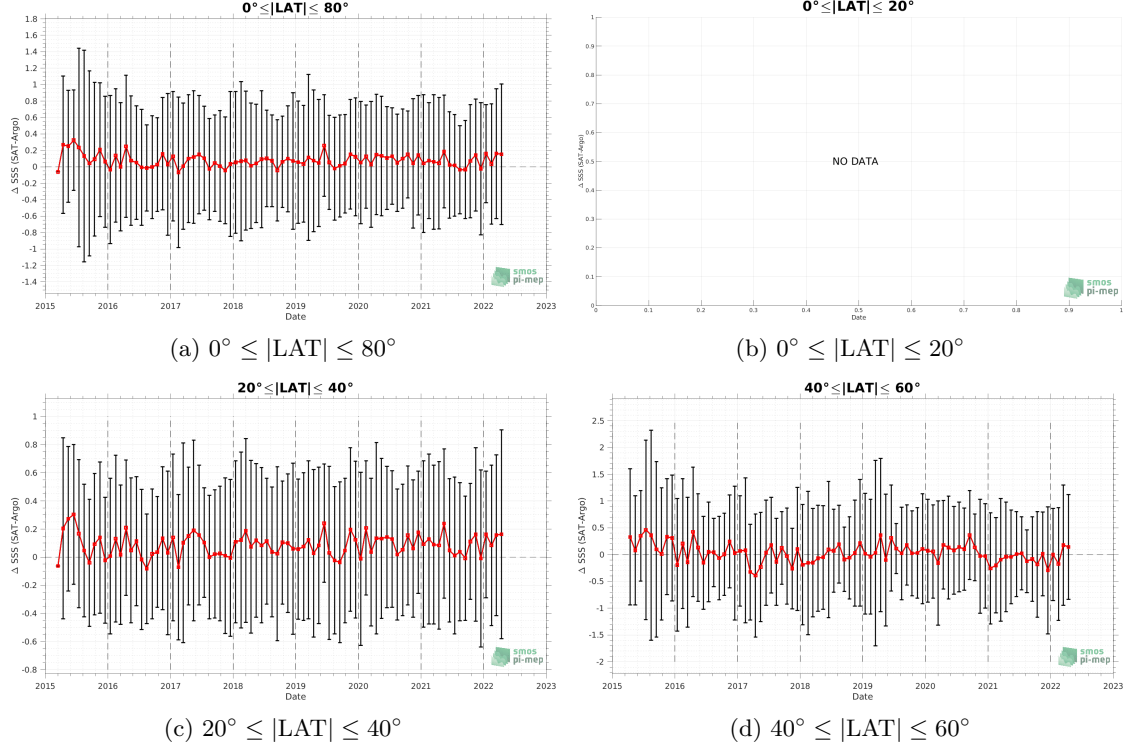 0°≤|LAT|≤ 80°
1.8
1.6
1.4
1.2
1
0.8
0.6
0.4
0.2
0
-0.2
-0.4
-0.6
-0.8
-1
-1.2
-1.4
Δ SSS (SAT-Argo)
2015 2016 2017 2018 2019 2020 2021 2022 2023
Date
smos
pi-mep
(a) 0° ≤ |LAT| ≤ 80°
0°≤|LAT|≤ 20°
1
0.9
0.8
0.7
0.6
0.5
0.4
0.3
0.2
0.1
0
Δ SSS (SAT-Argo)
NO DATA
0 0.1 0.2 0.3 0.4 0.5 0.6 0.7 0.8 0.9 1
Date
smos
pi-mep
(b) 0° ≤ |LAT| ≤ 20°
20°≤|LAT|≤ 40°
1
0.8
0.6
0.4
0.2
0
-0.2
-0.4
-0.6
-0.8
Δ SSS (SAT-Argo)
2015 2016 2017 2018 2019 2020 2021 2022 2023
Date
smos
pi-mep
(c) 20° ≤ |LAT| ≤ 40°
40°≤|LAT|≤ 60°
2.5
2
1.5
1
0.5
0
-0.5
-1
-1.5
-2
Δ SSS (SAT-Argo)
2015 2016 2017 2018 2019 2020 2021 2022 2023
Date
smos
pi-mep
(d) 40° ≤ |LAT| ≤ 60°